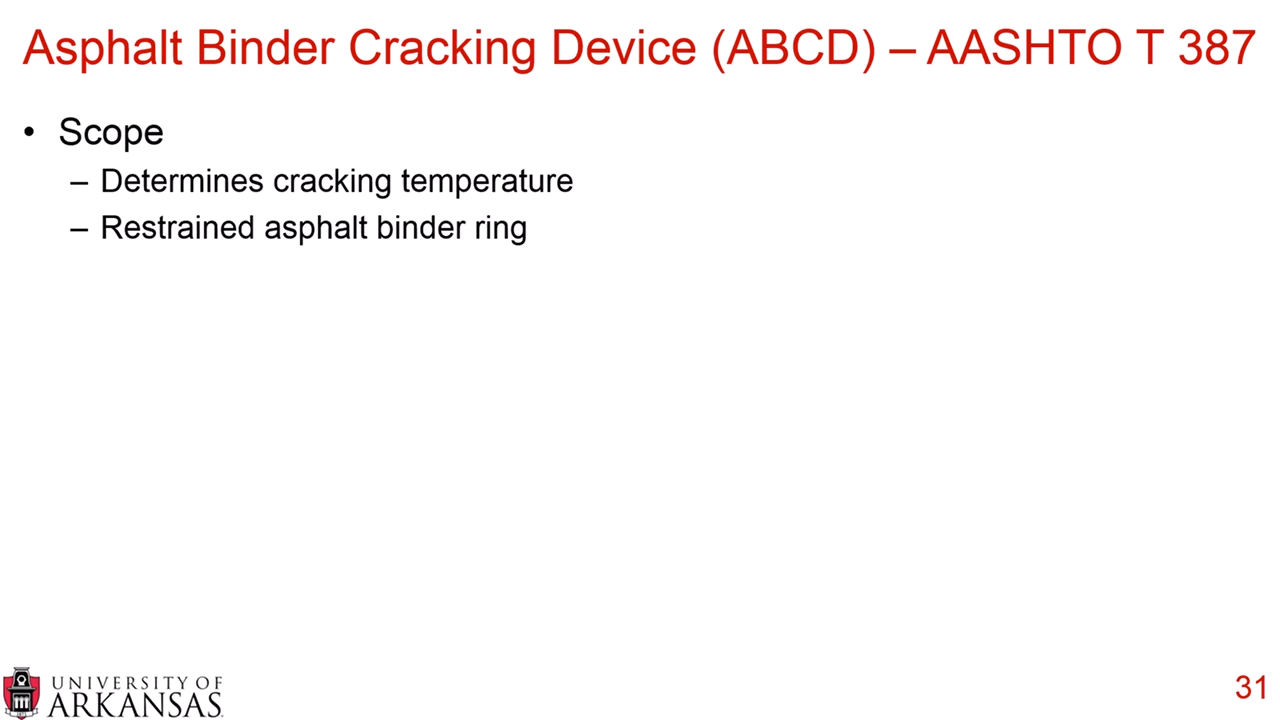 Asphalt Binder Cracking Device (ABCD) – AASHTO T 387
• Scope
– Determines cracking temperature
– Restrained asphalt binder ring
UNIVERSITY OF
ARKANSAS
31